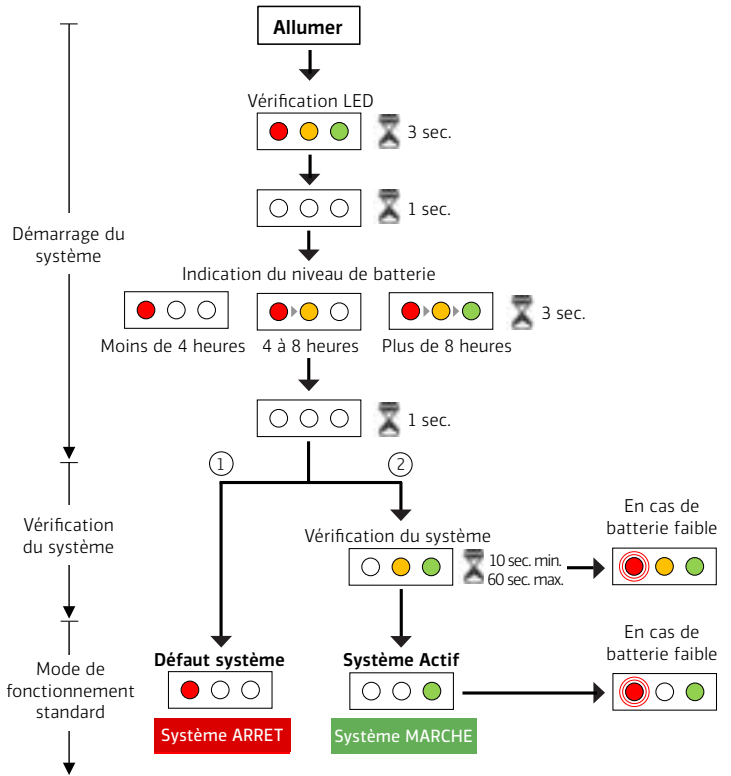 Allumer
Vérification LED
3 sec.
1 sec.
Démarrage du
système
Indication du niveau de batterie
3 sec.
Moins de 4 heures
4 à 8 heures
Plus de 8 heures
1 sec.
1
2
Vérification
du système
Vérification du système
10 sec. min.
60 sec. max.
En cas de
batterie faible
Mode de
fonctionnement
standard
Défaut système
Système Actif
En cas de
batterie faible
Système ARRET
Système MARCHE